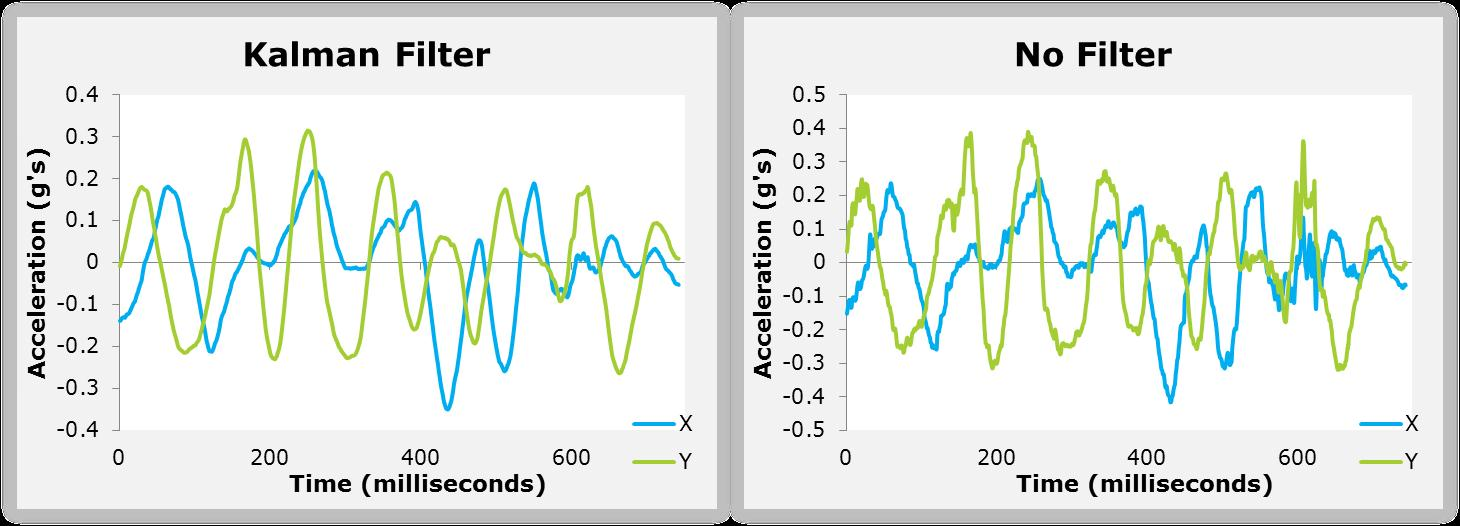 Kalman Filter
Acceleration (g's)
0.4
0.3
0.2
0.1
0
-0.1
-0.2
-0.3
-0.4
0 200 400 600
Time (milliseconds)
X
Y
No Filter
Acceleration (g's)
0.5
0.4
0.3
0.2
0.1
0
-0.1
-0.2
-0.3
-0.4
-0.5
0 200 400 600
Time (milliseconds)
X
Y